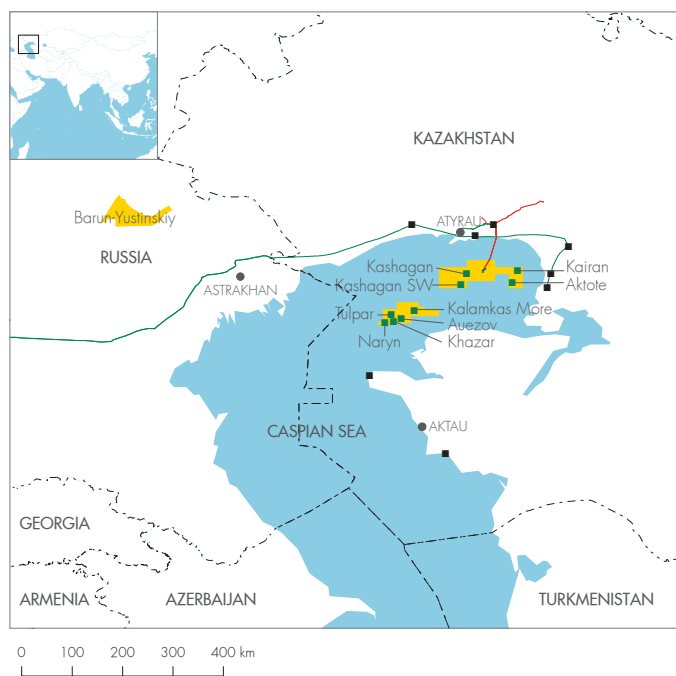 KAZAKHSTAN
Barun-Yustinskiy
ATYRAU
RUSSIA
Kashagan
Kairan
ASTRAKHAN
Kashagan SW
Aktote
Tulpar
Kalamkas More
Auezov
Naryn
Khazar
CASPIAN SEA
AKTAU
GEORGIA
ARMENIA
AZERBAIJAN
TURKMENISTAN
0 100 200 300 400 km